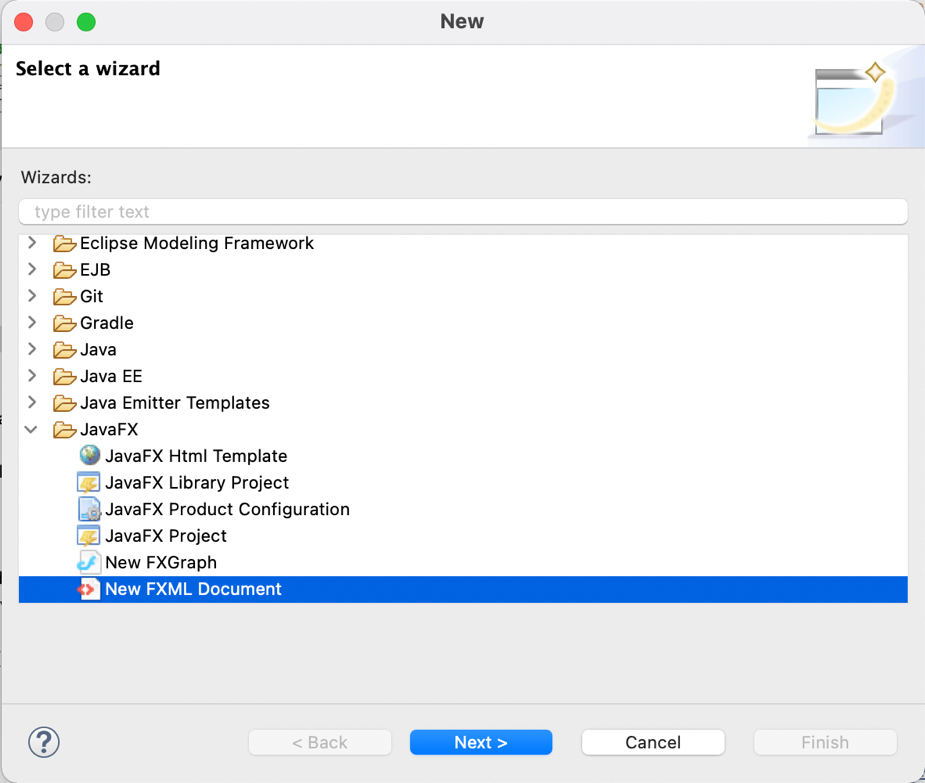 New
Select a wizard
Wizards:
type filter text
Eclipse Modeling Framework
EJB
Git
Gradle
Java
Java EE
Java Emitter Templates
JavaFX
JavaFX Html Template
JavaFX Library Project
JavaFX Product Configuration
JavaFX Project
New FXGraph
New FXML Document
?
< Back
Next >
Cancel
Finish